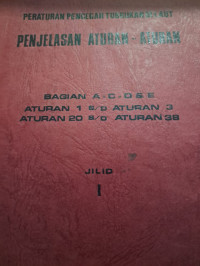 PERATURAN PENCEGAH TUBRUKAN DI LAUT
PENJELASAN ATURAN - ATURAN
BAGIAN A - C - D & E
ATURAN 1 S/D ATURAN 3
ATURAN 20 S/D ATURAN 38
JILID
I